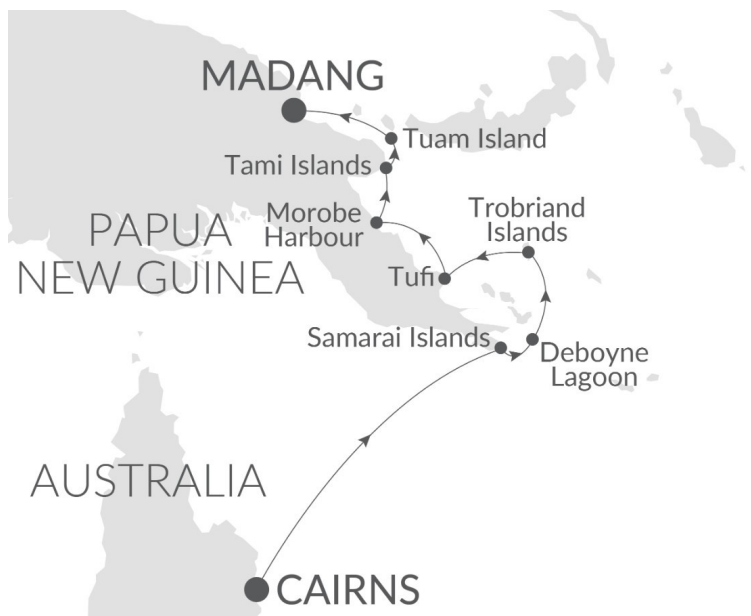 MADANG
Tuam Island
Tami Islands
Morobe
Harbour
Trobriand
Islands
PAPUA
NEW GUINEA
Tufi
Samarai Islands
Deboyne
Lagoon
AUSTRALIA
CAIRNS